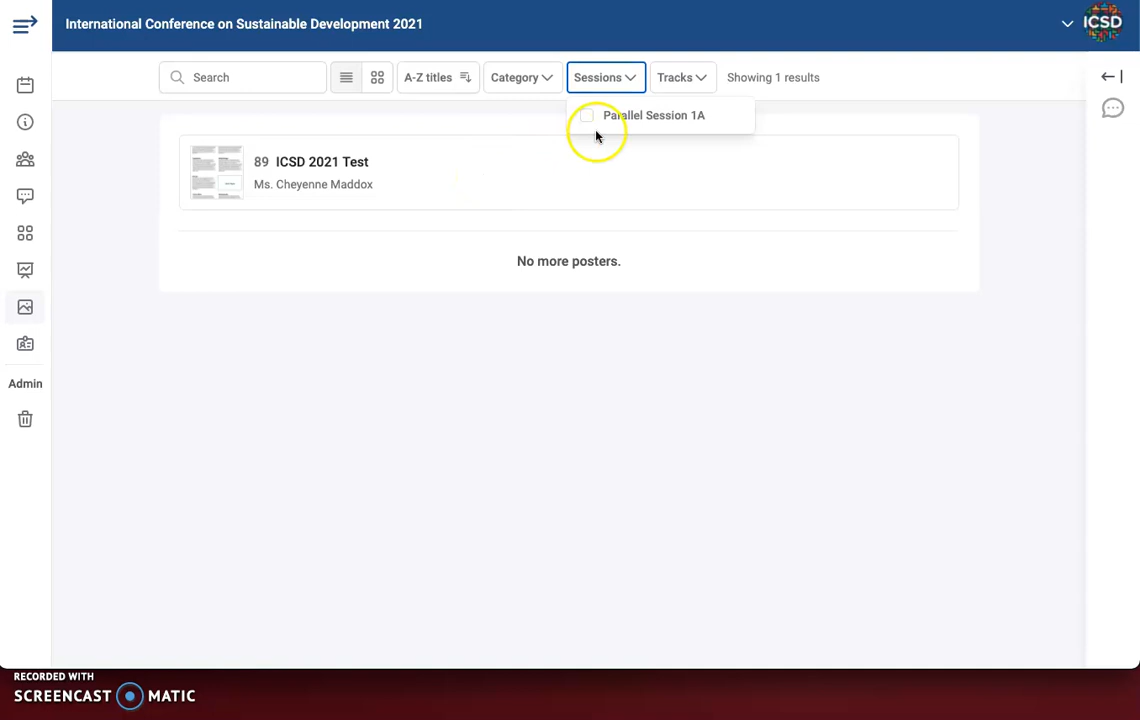 International Conference on Sustainable Development 2021
ICSD
Search
A-Z titles
Category
Sessions
Tracks
Showing 1 results
Parallel Session 1A
89 ICSD 2021 Test
Ms. Cheyenne Maddox
No more posters.
Admin
RECORDED WITH
SCREENCAST MATIC